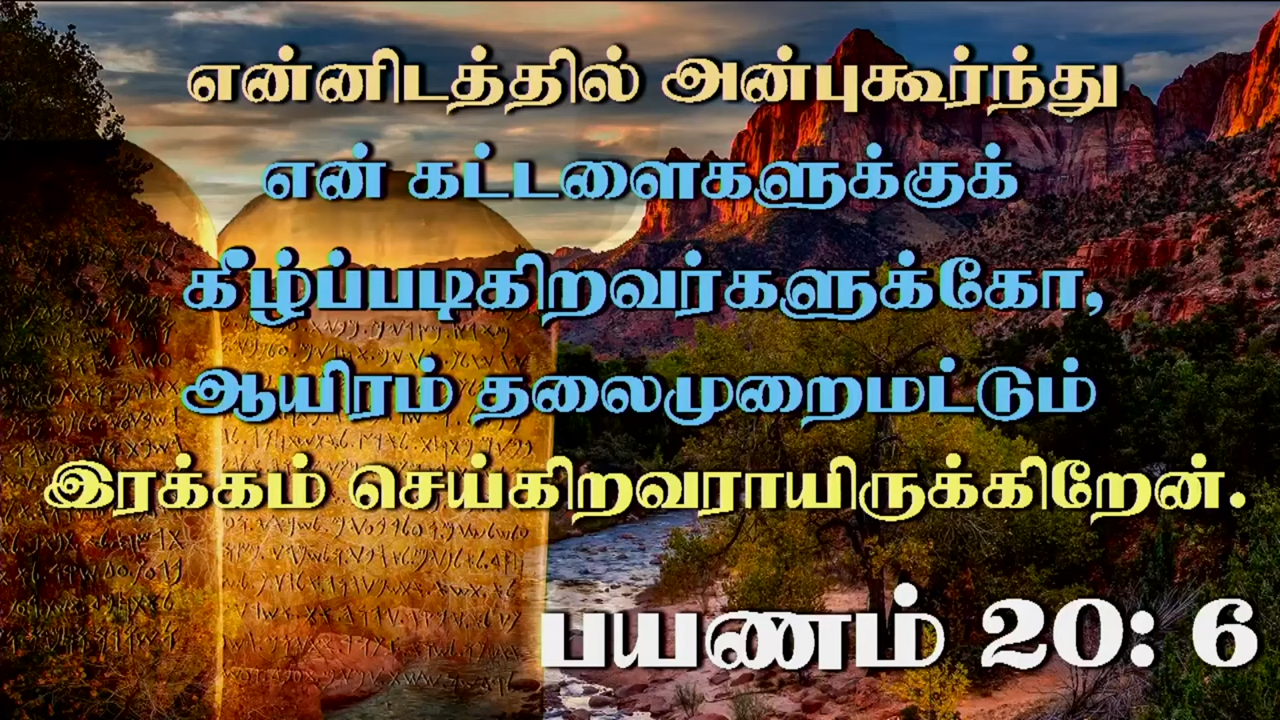 என்னிடத்தில் அன்புகூர்ந்து
என் கட்டளைகளுக்குக்
கீழ்ப்படிகிறவர்களுக்கோ,
ஆயிரம் தலைமுறைமட்டும்
இரக்கம் செய்கிறவராயிருக்கிறேன்.
பயணம் 20: 6